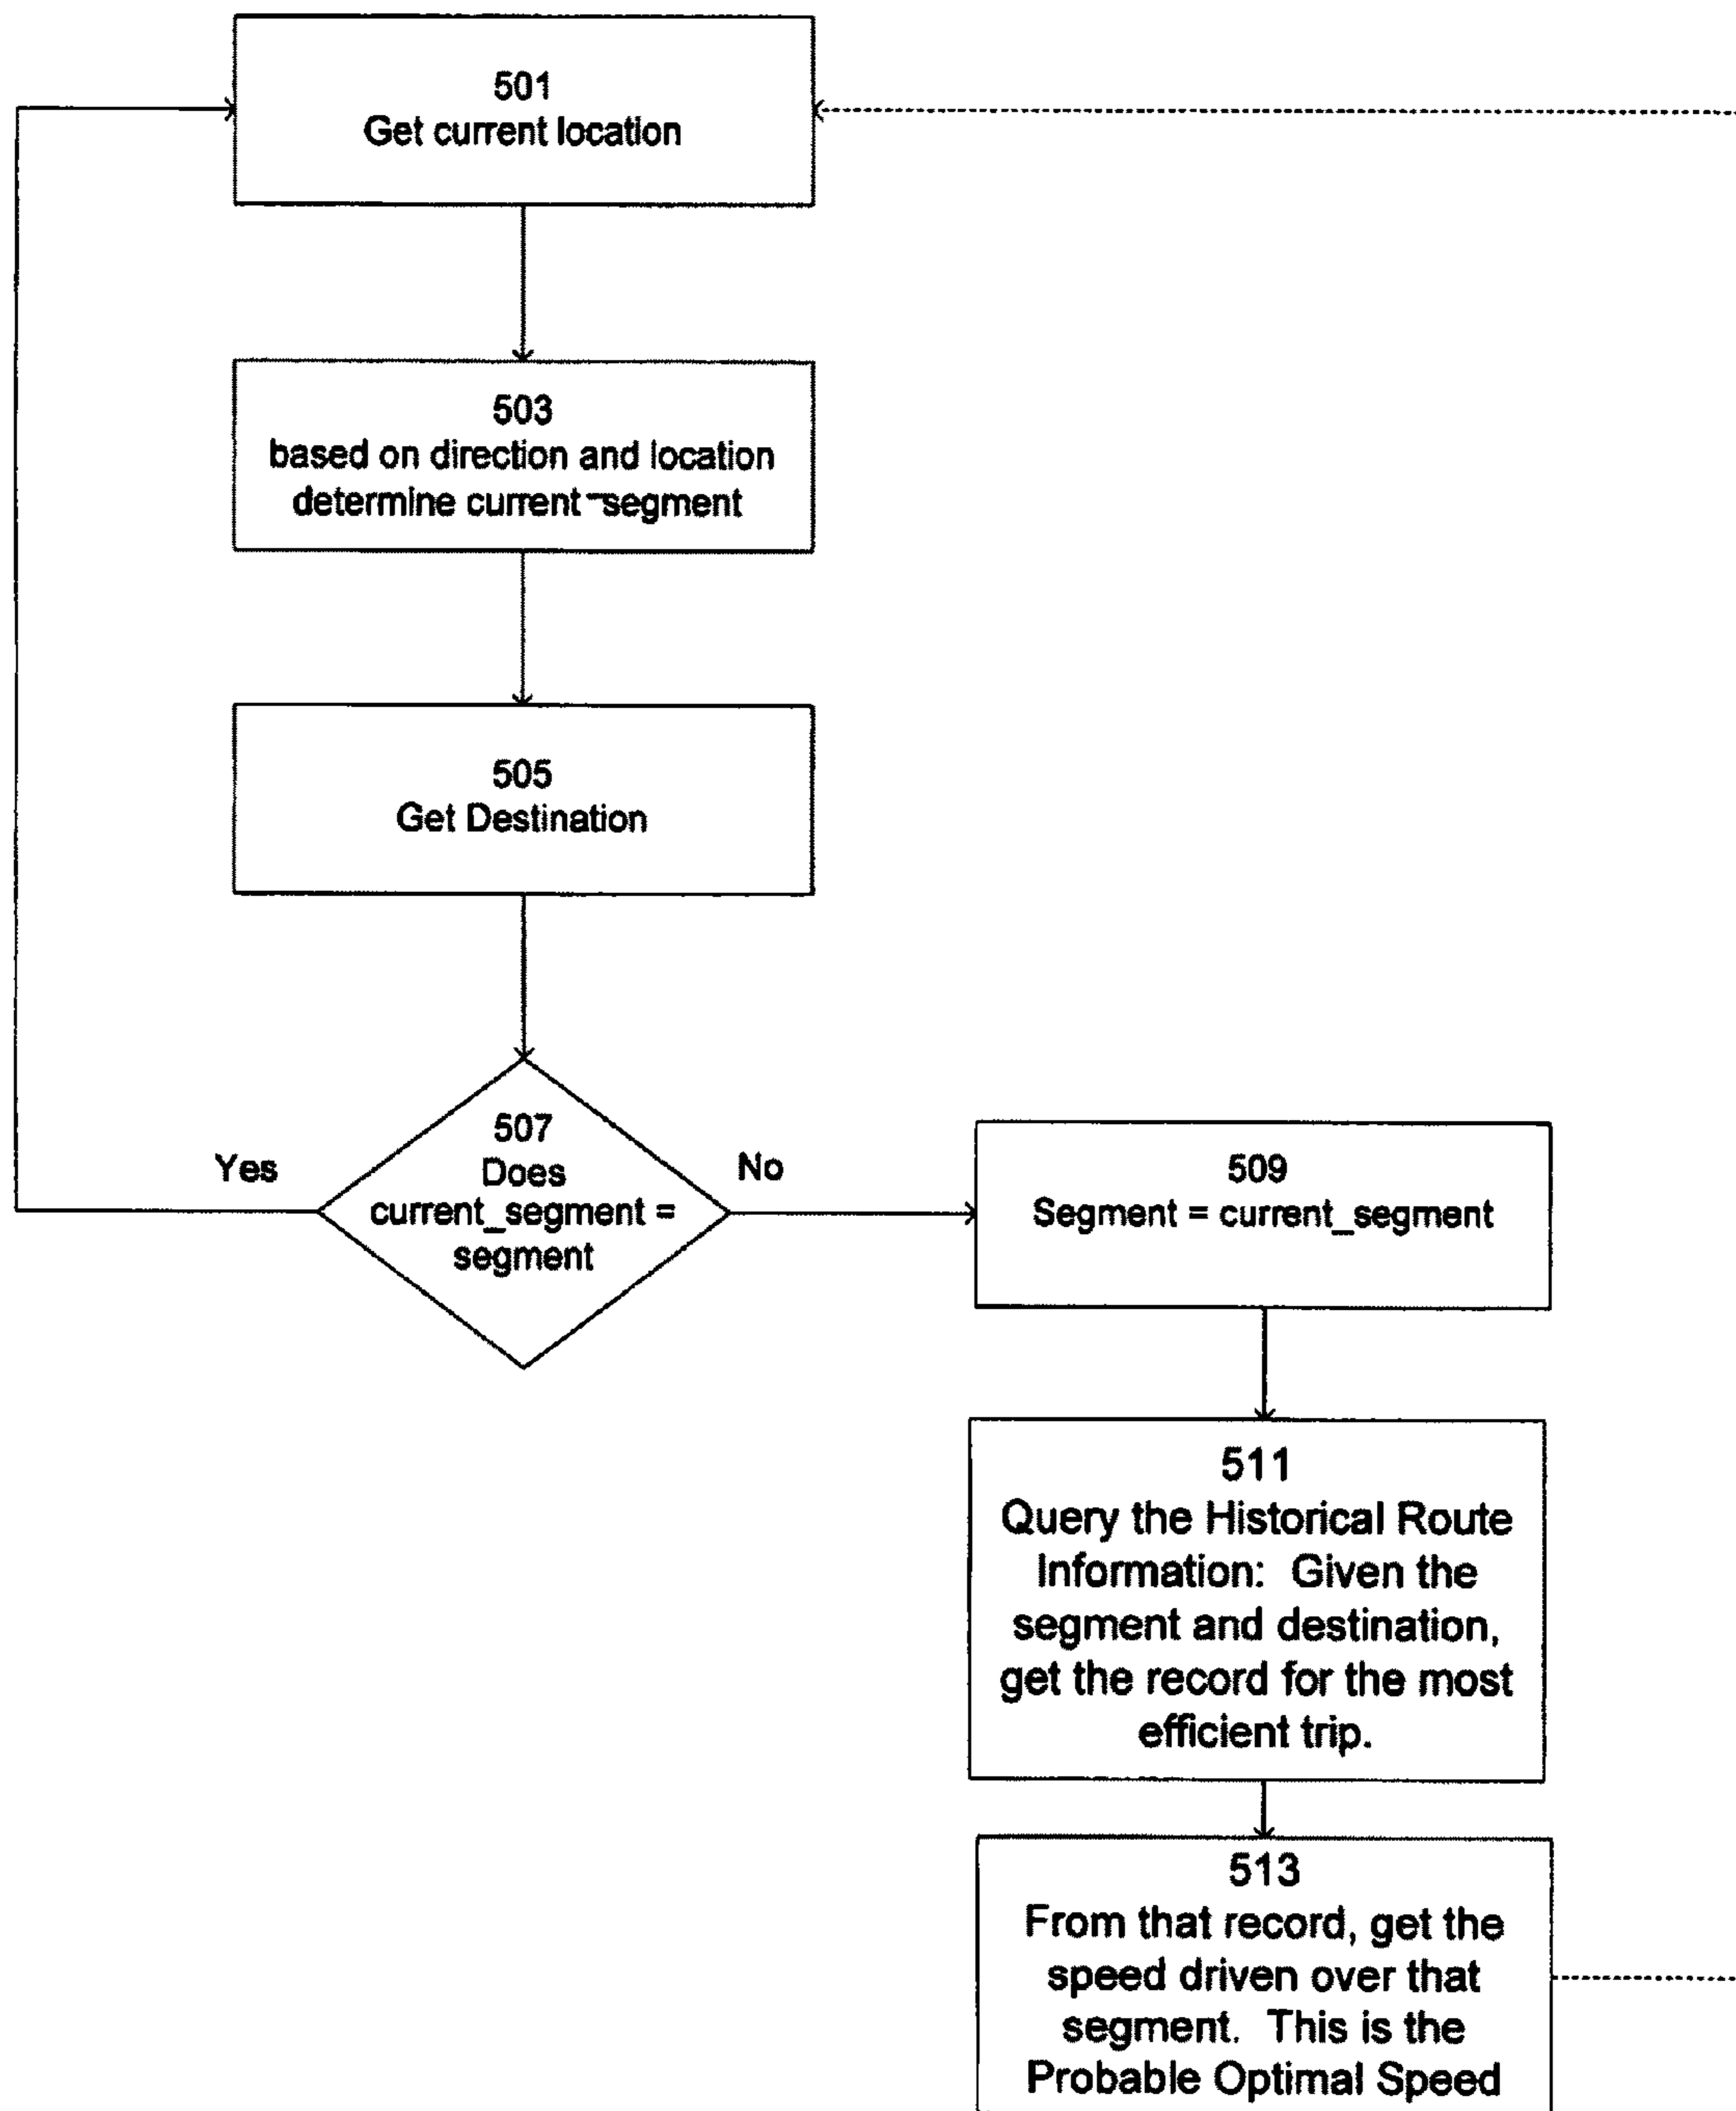 501
Get current location
503
based on direction and location
determine current¬segment
505
Get Destination
507
Does
current_segment =
segment
Yes
No
509
Segment = current_segment
511
Query the Historical Route
Information: Given the
segment and destination,
get the record for the most
efficient trip.
513
From that record, get the
speed driven over that
segment. This is the
Probable Optimal Speed